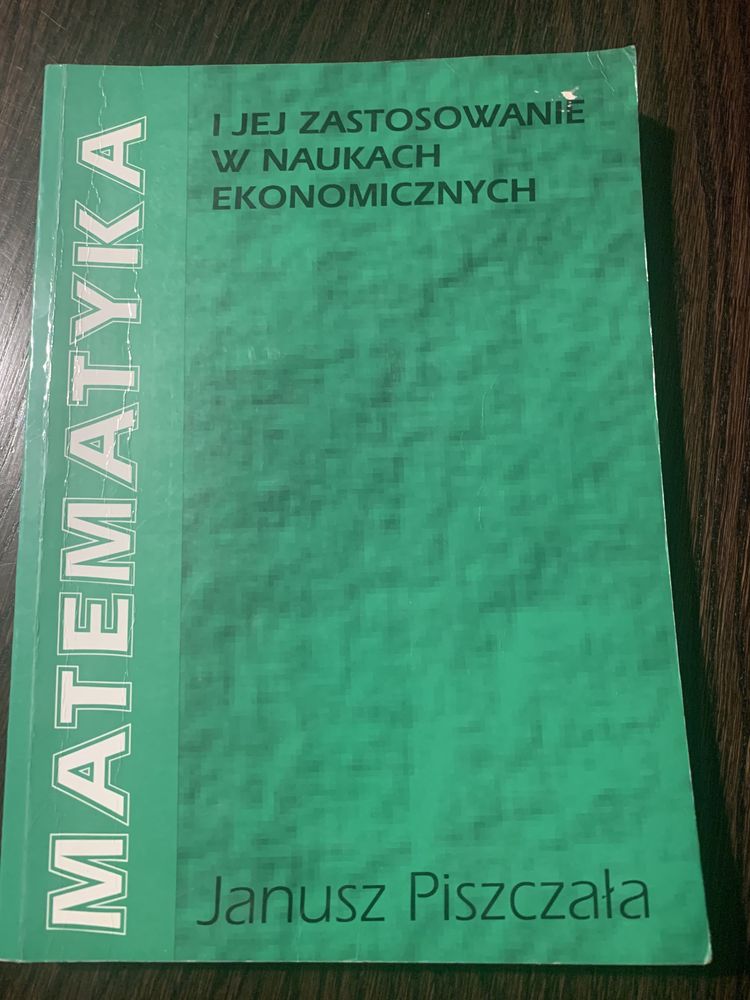 MATEMATYKA
I JEJ ZASTOSOWANIE
W NAUKACH
EKONOMICZNYCH
Janusz Piszczała